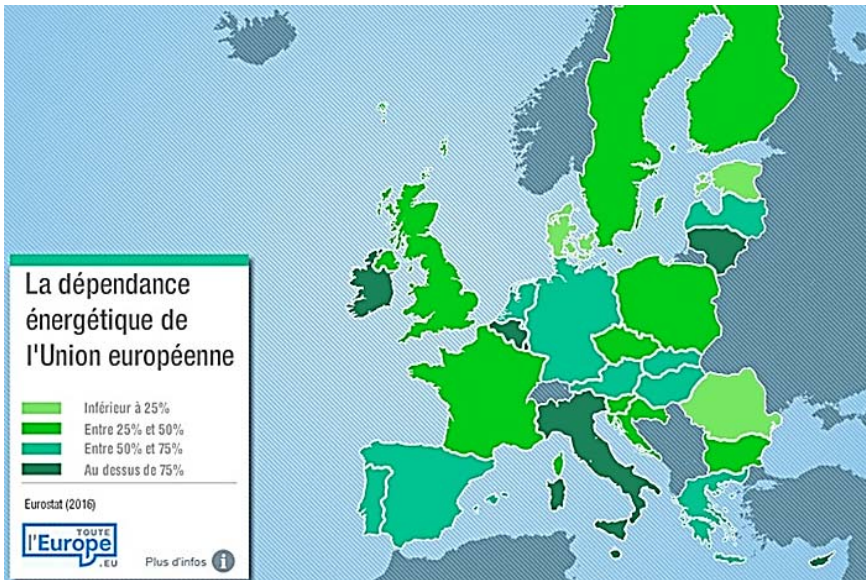 La dépendance
énergétique de
l'Union européenne
Inférieur à 25%
Entre 25% et 50%
Entre 50% et 75%
Au dessus de 75%
Eurostat (2016)
TOUTE
l'Europe
.EU
Plus d'infos i